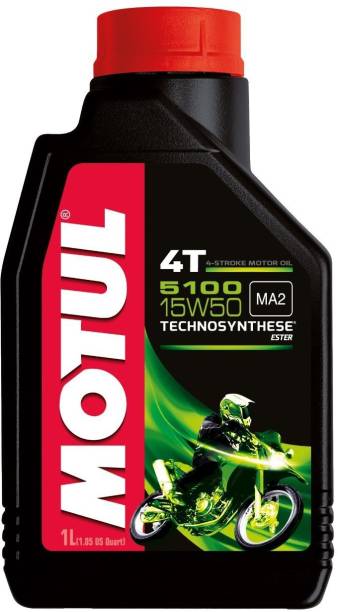 MOTUL®
4T 4-STROKE MOTOR OIL
5100
15W50 MA2
TECHNOSYNTHESE®
ESTER
1L(1.05 US Quart)